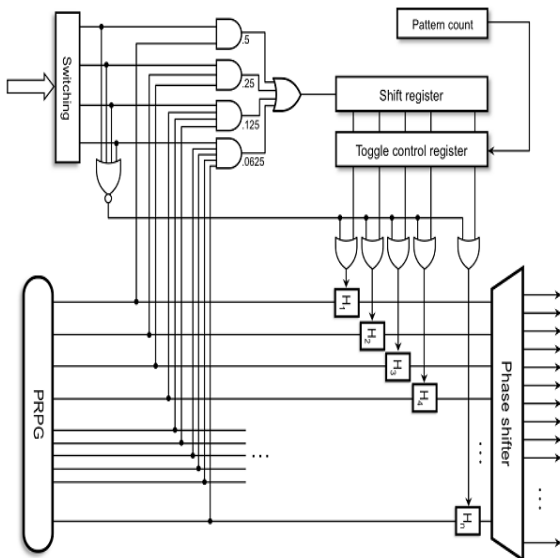 Switching
.5
.25
.125
.0625
Pattern count
Shift register
Toggle control register
H1
H2
H3
H4
Hn
PRPG
Phase shifter